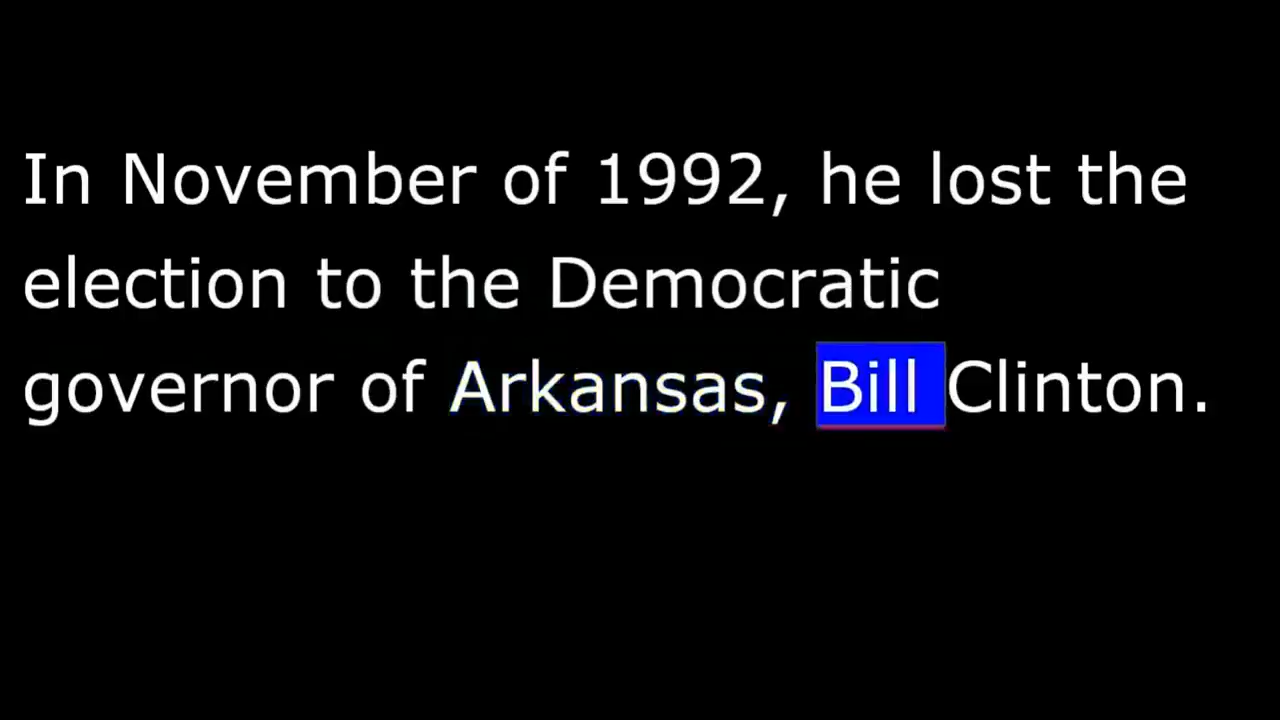 In November of 1992, he lost the
election to the Democratic
governor of Arkansas, Bill Clinton.